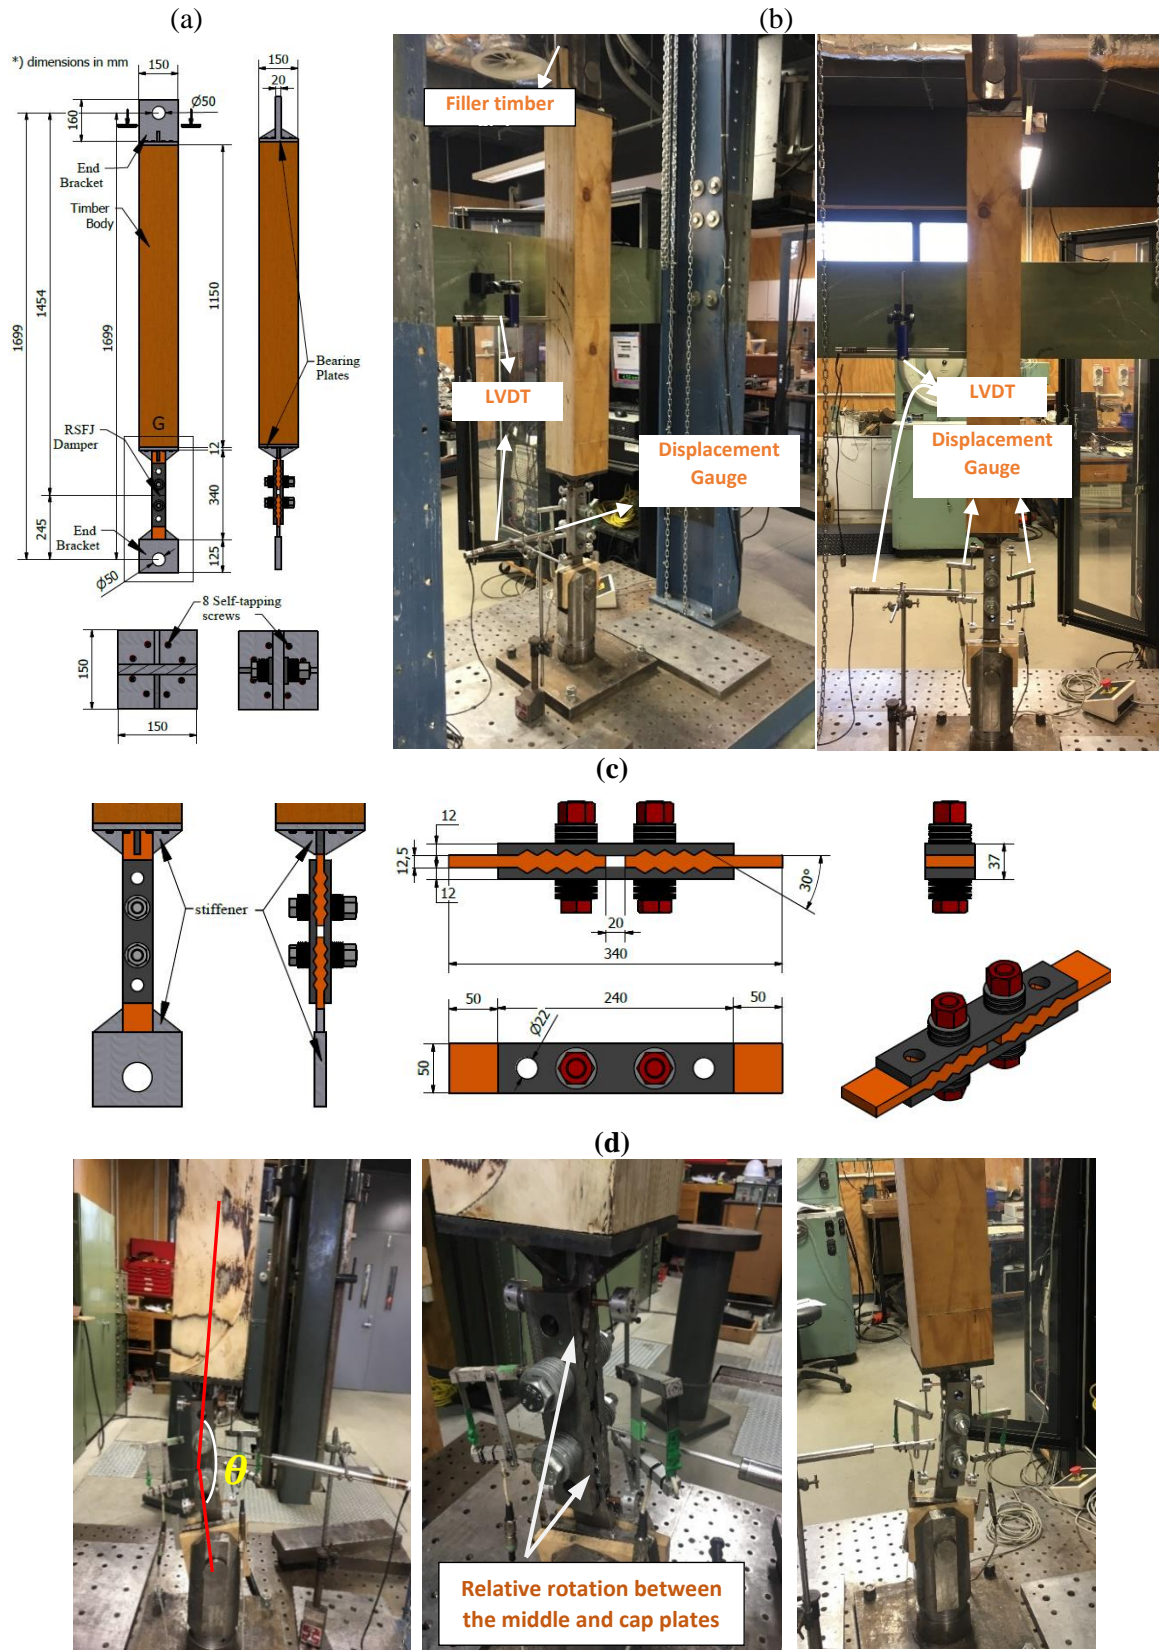 (a)
(b)
*) dimensions in mm
150
150
20
Ø50
160
End
Bracket
Timber
Body
1699
1454
1699
1150
Bearing
Plates
G
RSFJ
Damper
12
340
245
End
Bracket
125
Ø50
8 Self-tapping
screws
150
150
Filler timber
LVDT
Displacement
Gauge
LVDT
Displacement
Gauge
(c)
stiffener
12
12,5
12
30°
20
340
37
50
240
50
Ø22
50
(d)
θ
Relative rotation between
the middle and cap plates